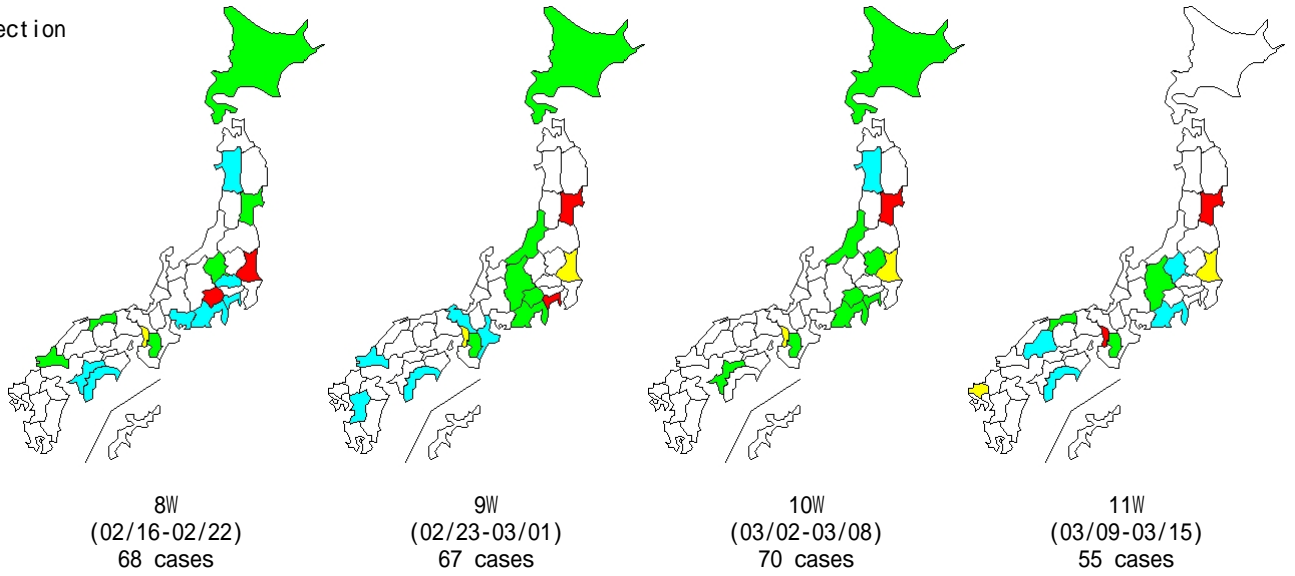 ection
8W
(02/16-02/22)
68 cases
9W
(02/23-03/01)
67 cases
10W
(03/02-03/08)
70 cases
11W
(03/09-03/15)
55 cases